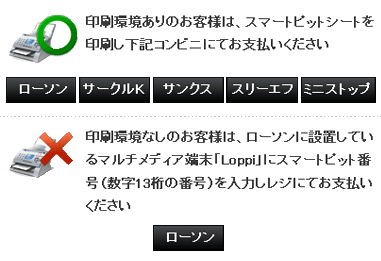 印刷環境ありのお客様は、スマートピットシートを
印刷し下記コンビニにてお支払いください
ローソン サークルK サンクス スリーエフ ミニストップ
印刷環境なしのお客様は、ローソンに設置してい
るマルチメディア端末「Loppi」にスマートピット番
号（数字13桁の番号）を入力しレジにてお支払い
ください
ローソン